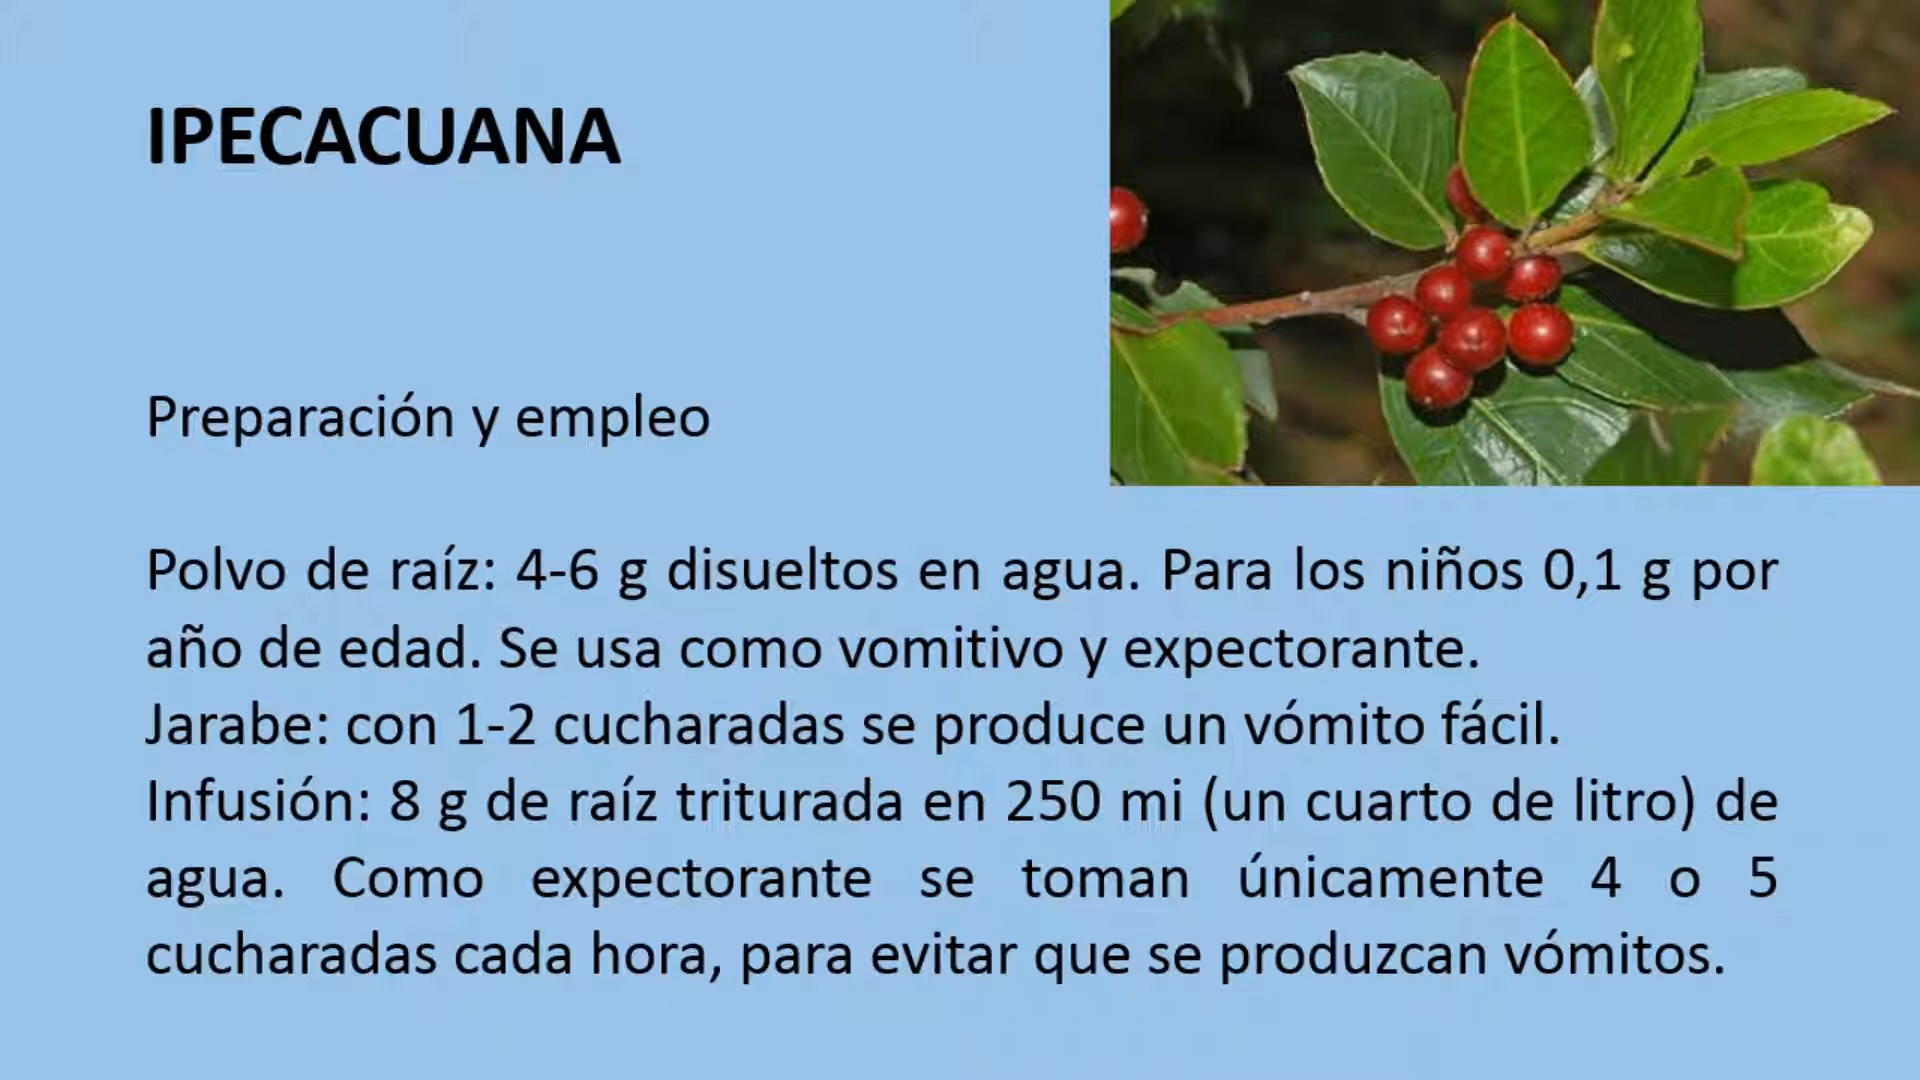 IPECACUANA
Preparación y empleo
Polvo de raíz: 4-6 g disueltos en agua. Para los niños 0,1 g por
año de edad. Se usa como vomitivo y expectorante.
Jarabe: con 1-2 cucharadas se produce un vómito fácil.
Infusión: 8 g de raíz triturada en 250 mi (un cuarto de litro) de
agua. Como expectorante se toman únicamente 4 o 5
cucharadas cada hora, para evitar que se produzcan vómitos.